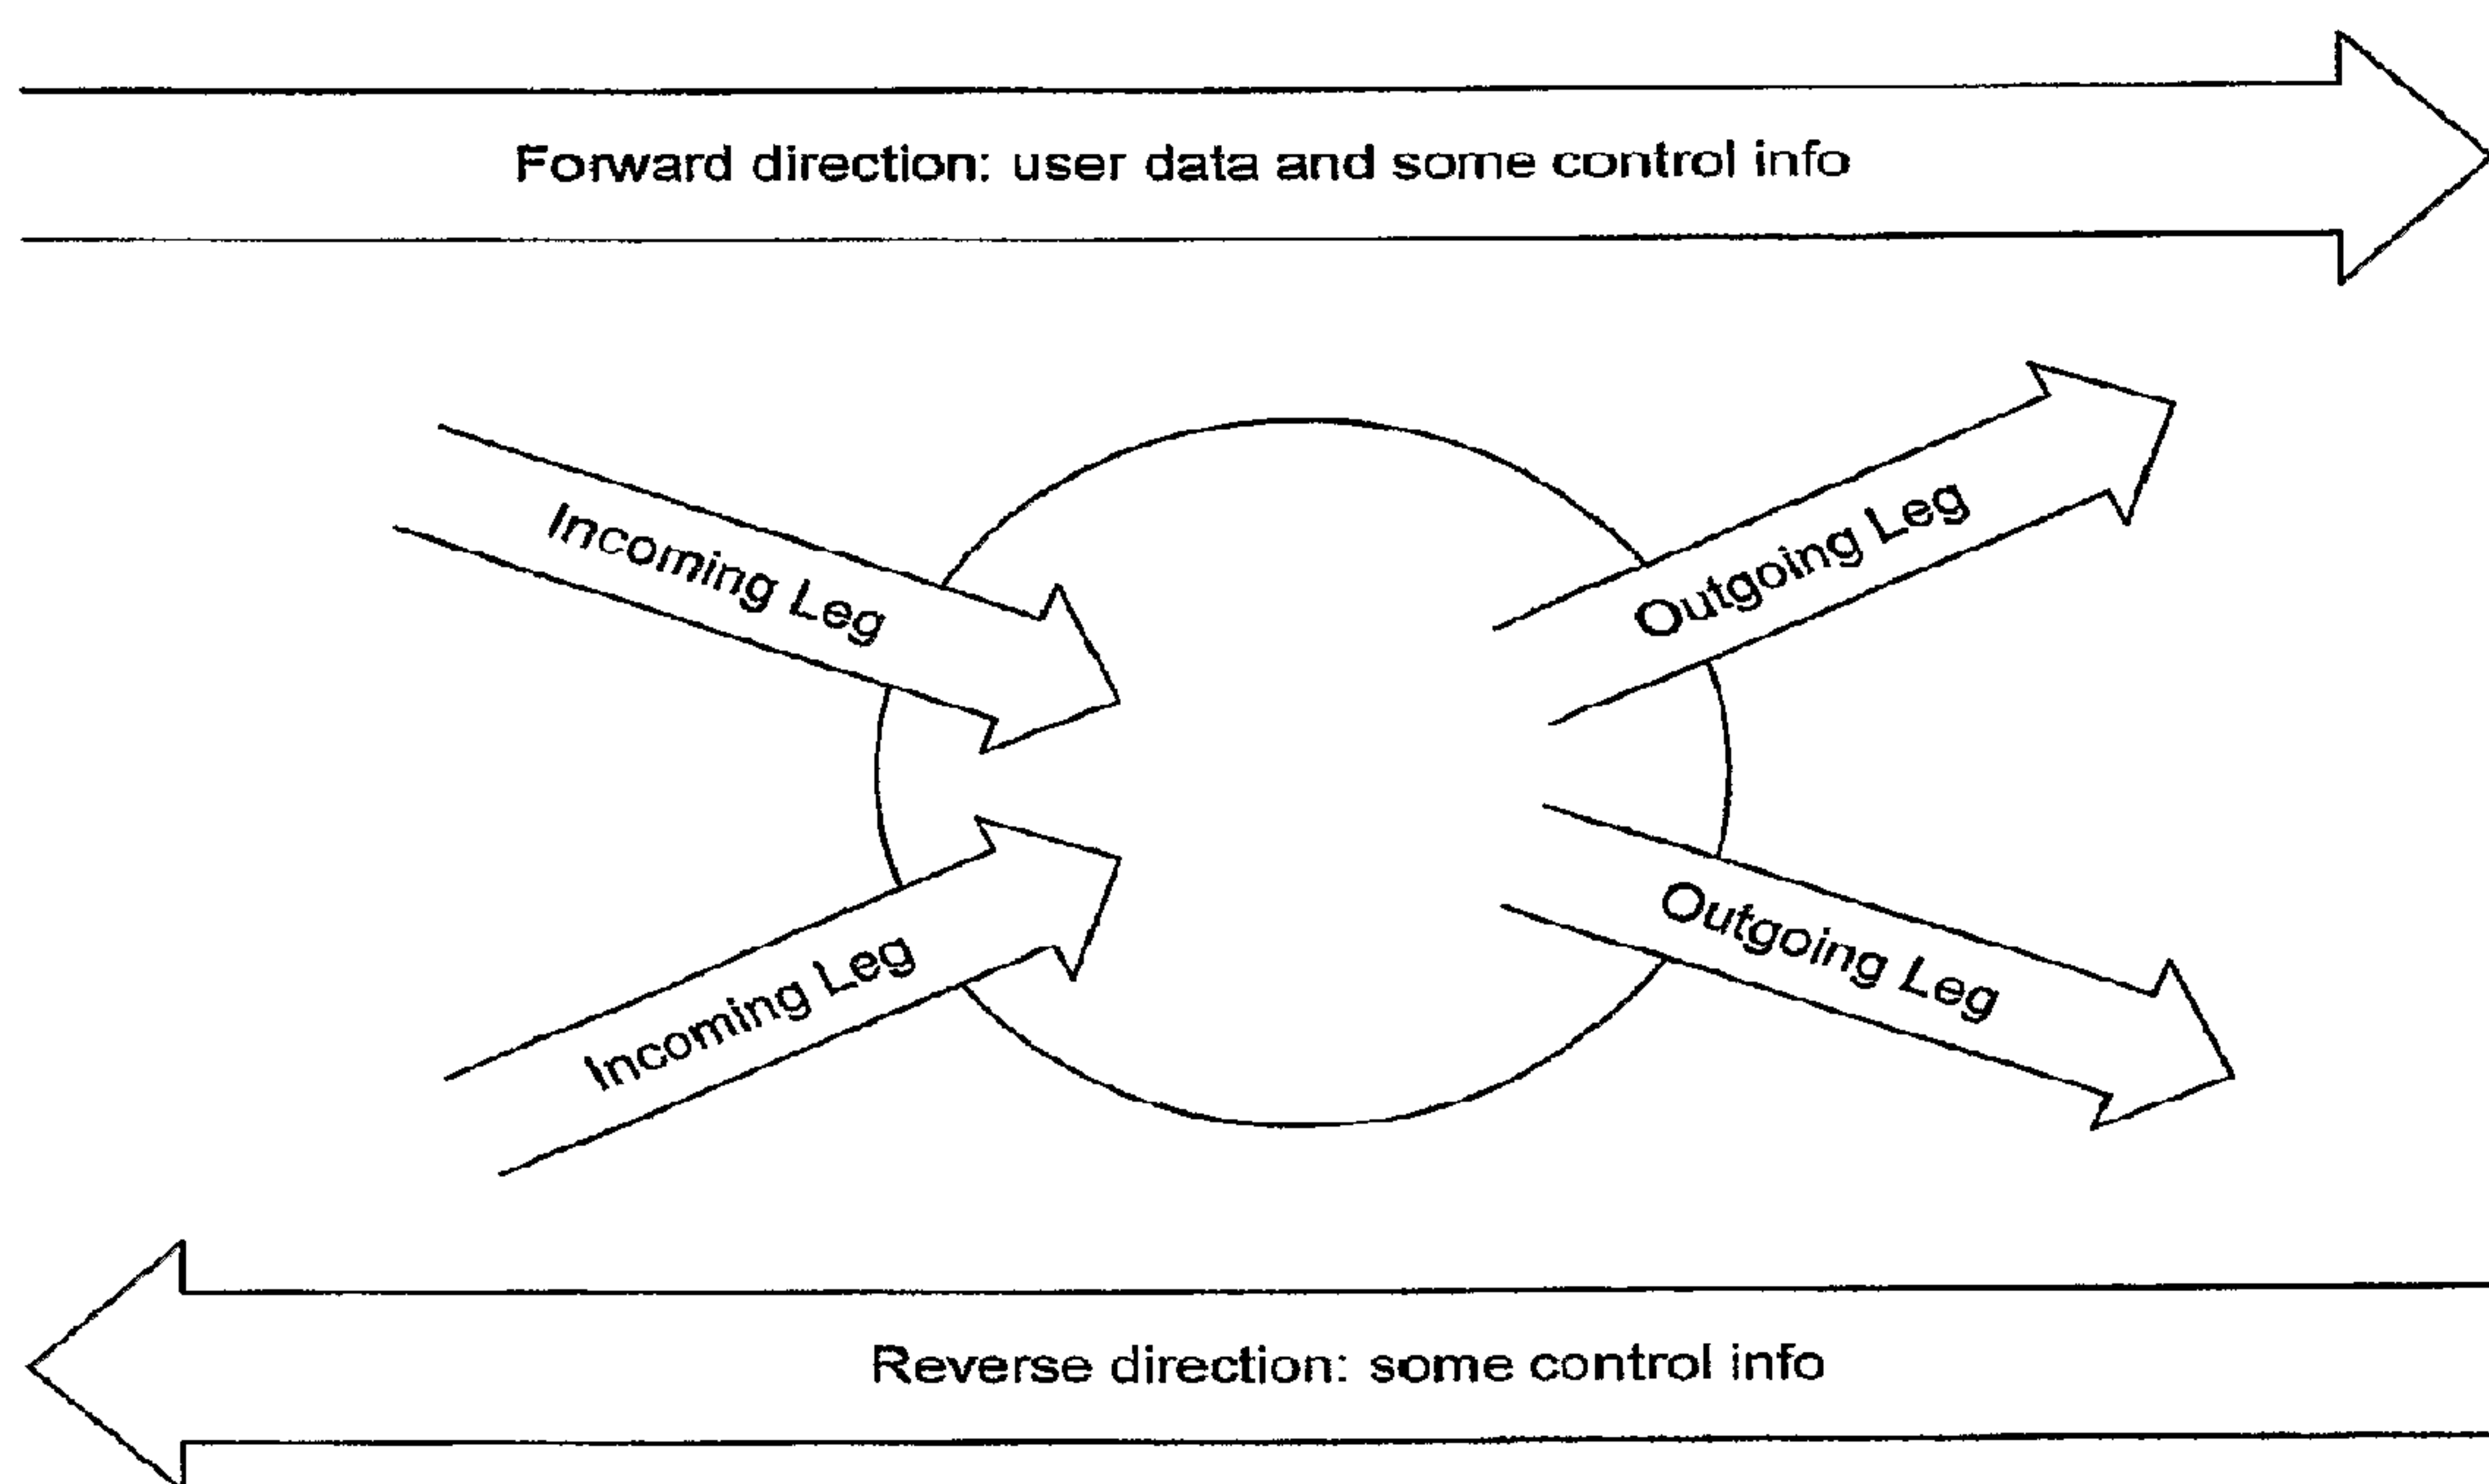 Forward direction: user data and some control info
Incoming Leg
Outgoing Leg
Incoming Leg
Outgoing Leg
Reverse direction: some control info